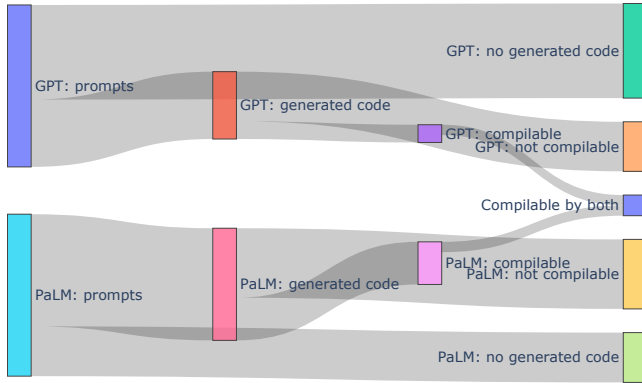 GPT: no generated code
GPT: prompts
GPT: generated code
GPT: compilable
GPT: not compilable
Compilable by both
PaLM: compilable
PaLM: not compilable
PaLM: prompts
PaLM: generated code
PaLM: no generated code